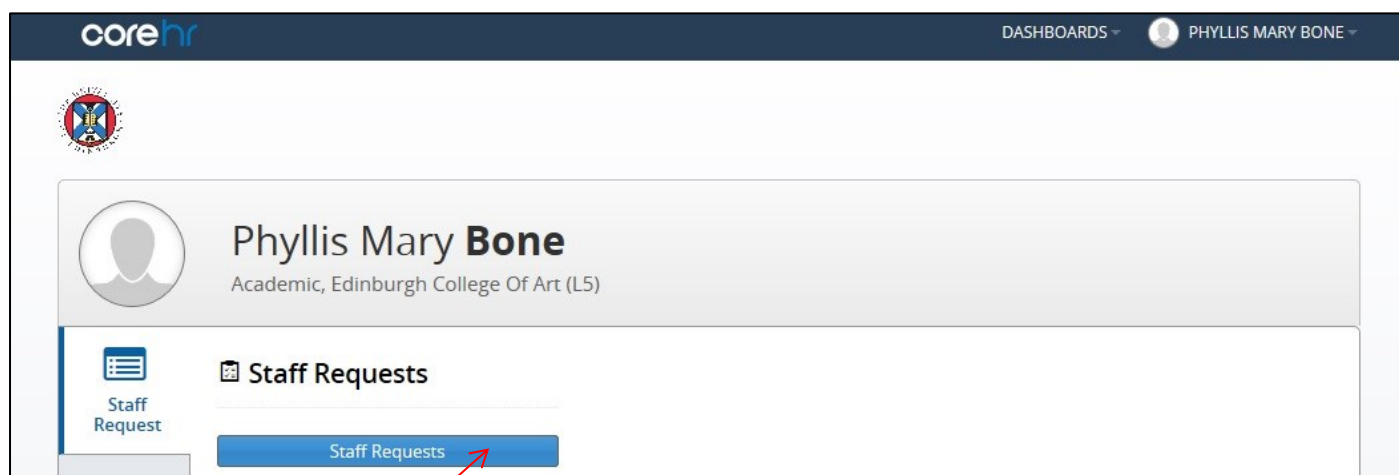 corehr
DASHBOARDS PHYLLIS MARY BONE
Phyllis Mary Bone
Academic, Edinburgh College Of Art (L5)
Staff Requests
Staff
Request
Staff Requests